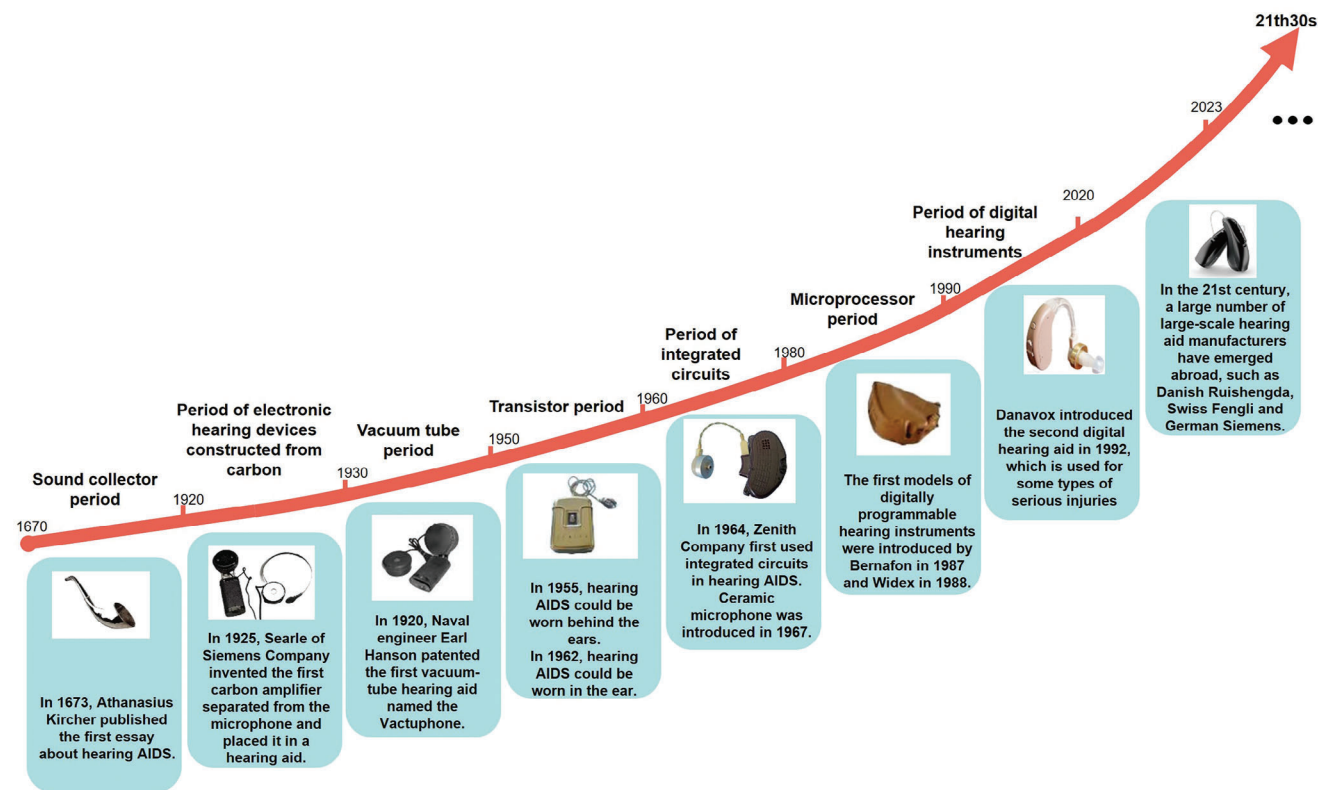 21th30s
2023
2020
Period of digital
hearing
instruments
1990
Microprocessor
period
1980
Period of
integrated
circuits
1960
Transistor period
1950
Vacuum tube
period
1930
Period of electronic
hearing devices
constructed from
carbon
1920
Sound collector
period
1670
In 1673, Athanasius
Kircher published
the first essay
about hearing AIDS.
In 1925, Searle of
Siemens Company
invented the first
carbon amplifier
separated from the
microphone and
placed it in a
hearing aid.
In 1920, Naval
engineer Earl
Hanson patented
the first vacuum-
tube hearing aid
named the
Vactuphone.
In 1955, hearing
AIDS could be
worn behind the
ears.
In 1962, hearing
AIDS could be
worn in the ear.
In 1964, Zenith
Company first used
integrated circuits
in hearing AIDS.
Ceramic
microphone was
introduced in 1967.
The first models of
digitally
programmable
hearing instruments
were introduced by
Bernafon in 1987
and Widex in 1988.
Danavox introduced
the second digital
hearing aid in 1992,
which is used for
some types of
serious injuries
In the 21st century,
a large number of
large-scale hearing
aid manufacturers
have emerged
abroad, such as
Danish Ruishengda,
Swiss Fengli and
German Siemens.